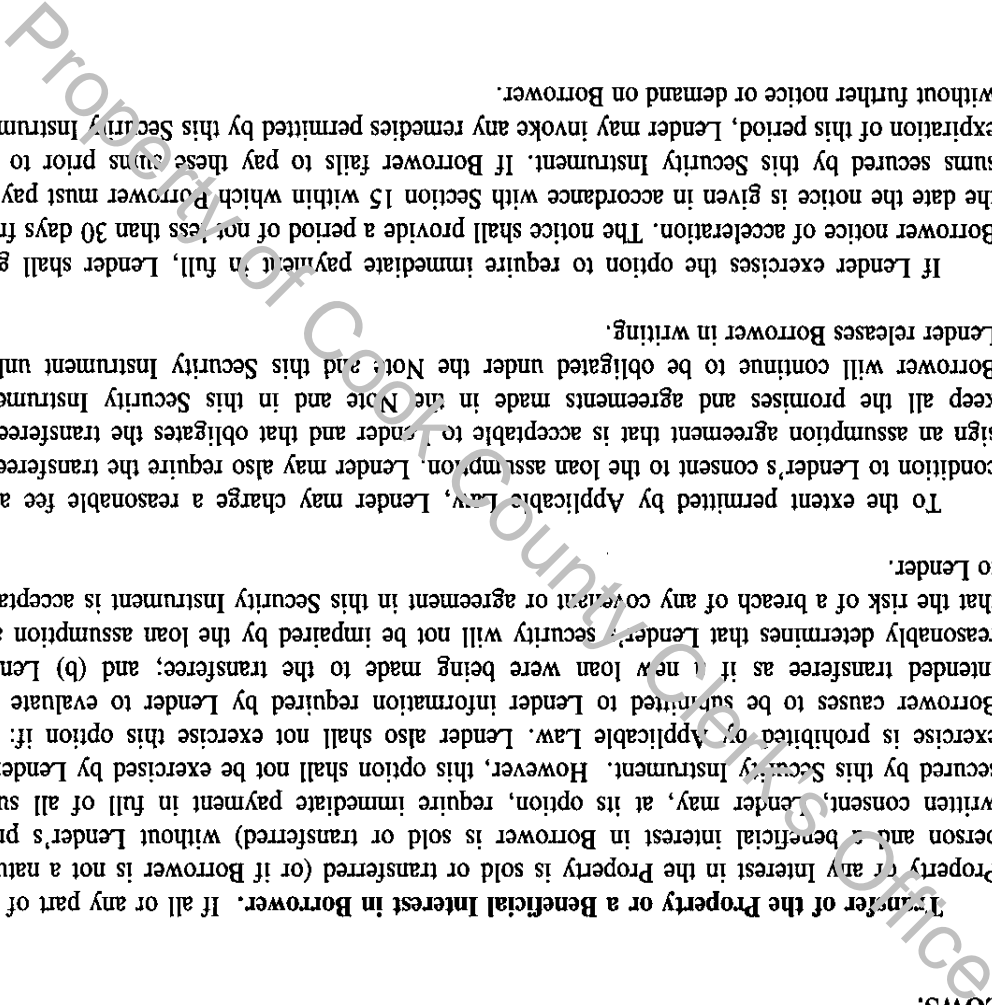 lows.
Transfer of the Property or a Beneficial Interest in Borrower. If all or any part of
Property or any Interest in the Property is sold or transferred (or if Borrower is not a natu
person and a beneficial interest in Borrower is sold or transferred) without Lender's pr
written consent, Lender may, at its option, require immediate payment in full of all su
secured by this Security Instrument. However, this option shall not be exercised by Lender
exercise is prohibited by Applicable Law. Lender also shall not exercise this option if:
Borrower causes to be submitted to Lender information required by Lender to evaluate
intended transferee as if a new loan were being made to the transferee; and (b) Len
reasonably determines that Lender's security will not be impaired by the loan assumption a
that the risk of a breach of any covenant or agreement in this Security Instrument is accepta
to Lender.
To the extent permitted by Applicable Law, Lender may charge a reasonable fee a
condition to Lender's consent to the loan assumption. Lender may also require the transferee
sign an assumption agreement that is acceptable to Lender and that obligates the transferee
keep all the promises and agreements made in the Note and in this Security Instrume
Borrower will continue to be obligated under the Note and this Security Instrument unl
Lender releases Borrower in writing.
If Lender exercises the option to require immediate payment in full, Lender shall g
Borrower notice of acceleration. The notice shall provide a period of not less than 30 days fr
the date the notice is given in accordance with Section 15 within which Borrower must pay
sums secured by this Security Instrument. If Borrower fails to pay these sums prior to
expiration of this period, Lender may invoke any remedies permitted by this Security Instrum
without further notice or demand on Borrower.
Property of Cook County Clerk's Office